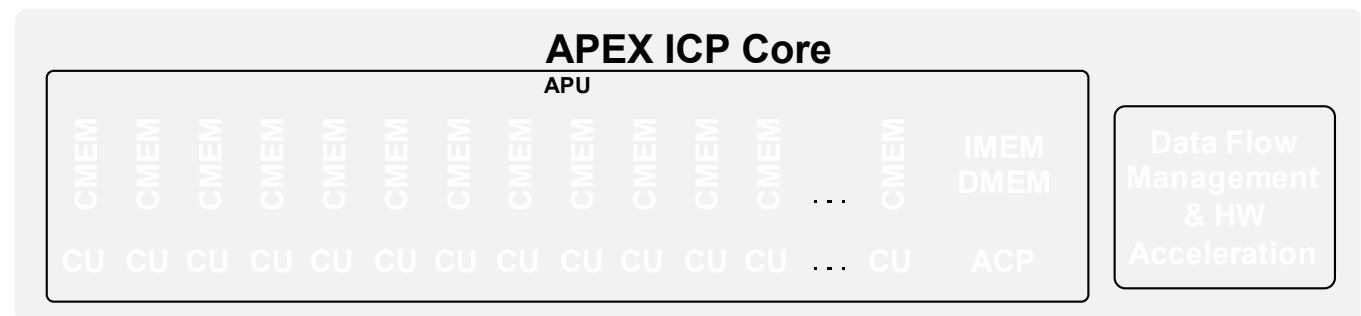 APEX ICP Core
APU
CMEM CMEM CMEM CMEM CMEM CMEM CMEM CMEM CMEM CMEM CMEM CMEM ... CMEM
IMEM
DMEM
CU CU CU CU CU CU CU CU CU CU CU CU ... CU
ACP
Data Flow
Management
& HW
Acceleration